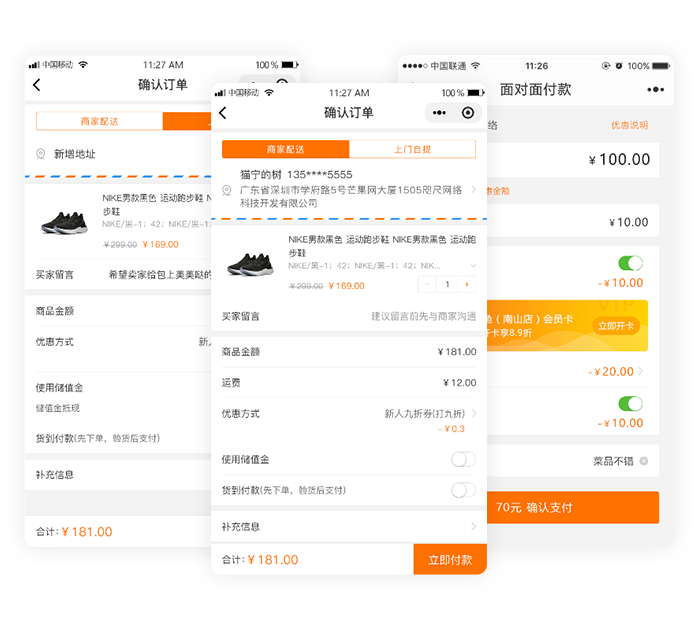 中国移动
11:27 AM
100%
确认订单
商家配送
新增地址
NIKE男款黑色 运动跑步鞋 N
步鞋
NIKE/黑-1；42；NIKE/黑-1
￥299.00 ￥169.00
买家留言 希望卖家给包上美美哒的
商品金额
优惠方式 新人
使用储值金
储值金抵现
货到付款(先下单，验货后支付)
补充信息
合计:￥181.00
中国移动
11:27 AM
100%
确认订单
商家配送 上门自提
猫宁的树 135****5555
广东省深圳市学府路5号芒果网大厦1505咫尺网络
科技开发有限公司
NIKE男款黑色 运动跑步鞋 NIKE男款黑色 运动跑
步鞋
NIKE/黑-1；42；NIKE/黑-1；42；NIK...
￥299.00 ￥169.00 - 1 +
买家留言 建议留言前先与商家沟通
商品金额 ￥181.00
运费 ￥12.00
优惠方式 新人九折券(打九折)
-￥0.3
使用储值金
货到付款(先下单，验货后支付)
补充信息
合计:￥181.00 立即付款
中国联通
11:26
100%
面对面付款
络 优惠说明
￥100.00
惠金额
￥10.00
-￥10.00
VIP
（南山店）会员卡
卡享8.9折
立即开卡
-￥20.00
-￥10.00
菜品不错
70元 确认支付